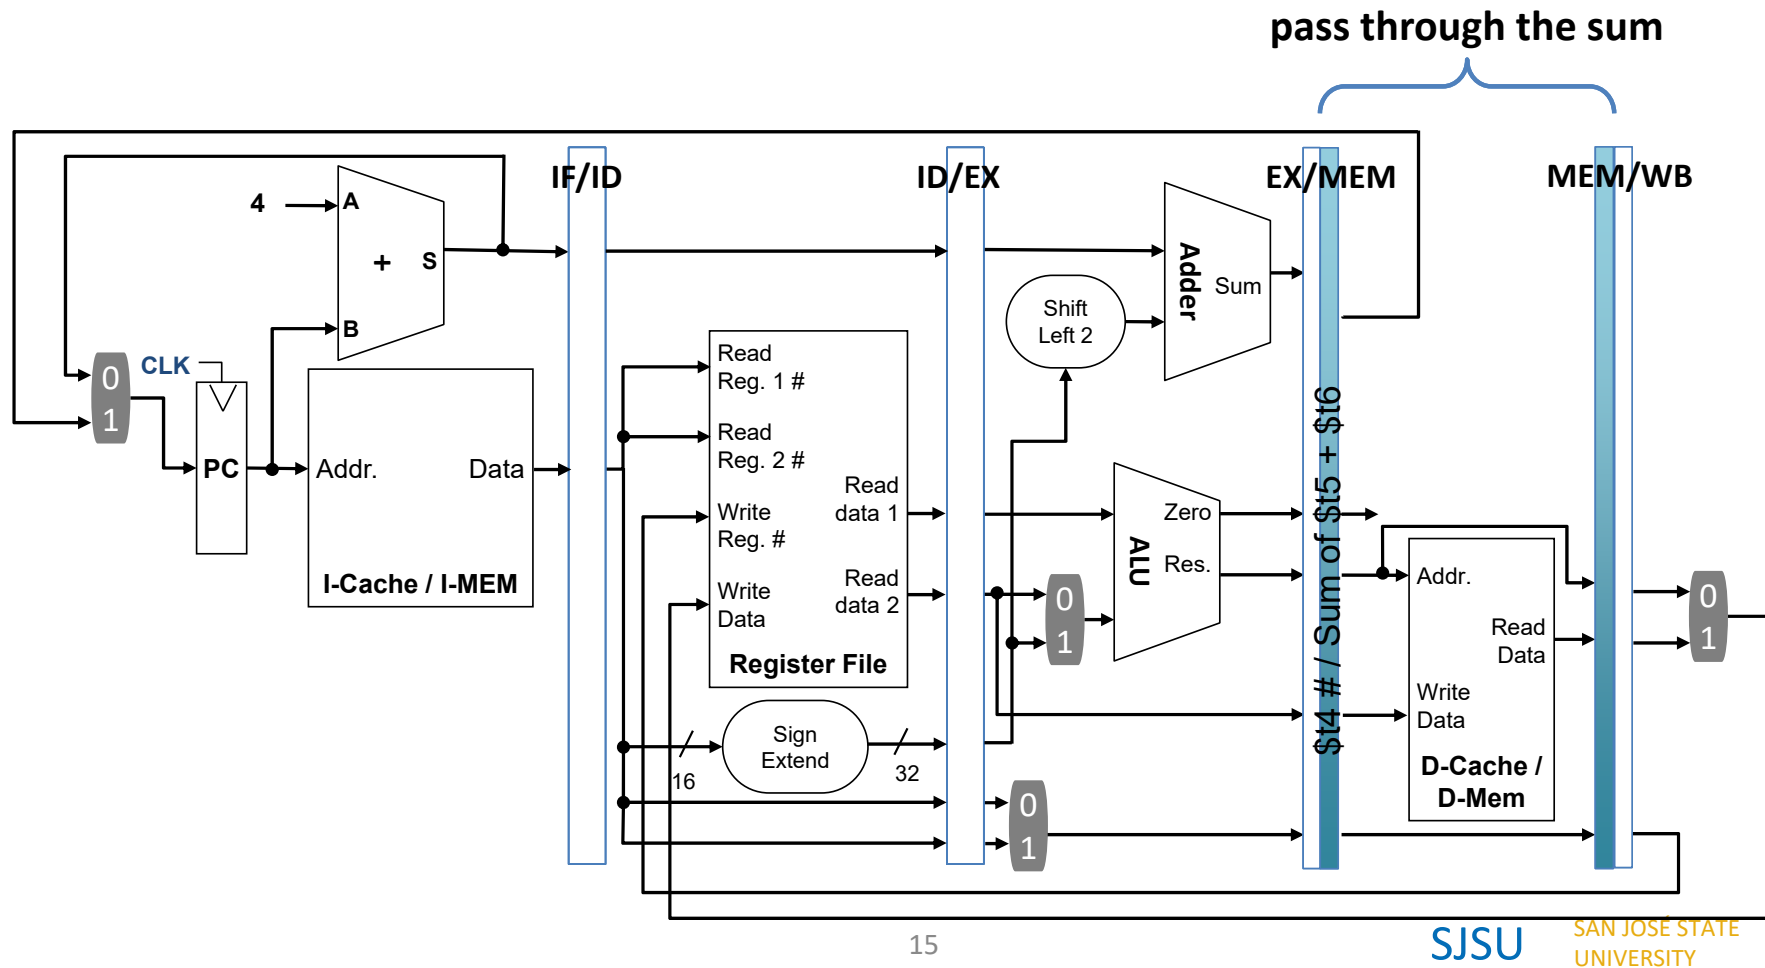 pass through the sum
IF/ID
ID/EX
EX/MEM
MEM/WB
4
A
+
S
B
CLK
0
1
PC
Addr.
Data
I-Cache / I-MEM
Read
Reg. 1 #
Read
Reg. 2 #
Write
Reg. #
Write
Data
Read
data 1
Read
data 2
Register File
Sign
Extend
16
32
Shift
Left 2
Adder
Sum
0
1
ALU
Zero
Res.
0
1
$t4 # / Sum of $t5 + $t6
Addr.
Read
Data
Write
Data
D-Cache /
D-Mem
0
1
15
SJSU
SAN JOSÉ STATE
UNIVERSITY